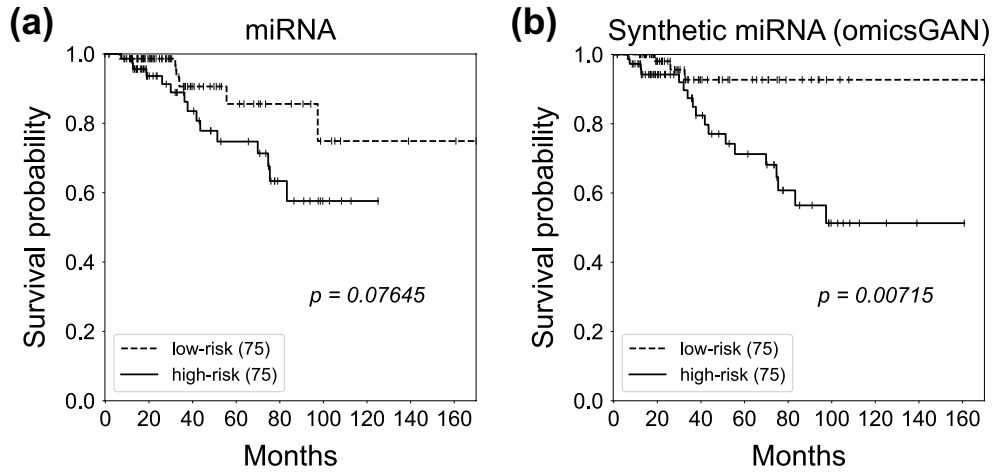 (a)
miRNA
Survival probability
1.0
0.8
0.6
0.4
0.2
0.0
p = 0.07645
low-risk (75)
high-risk (75)
0 20 40 60 80 100 120 140 160
Months
(b)
Synthetic miRNA (omicsGAN)
Survival probability
1.0
0.8
0.6
0.4
0.2
0.0
p = 0.00715
low-risk (75)
high-risk (75)
0 20 40 60 80 100 120 140 160
Months